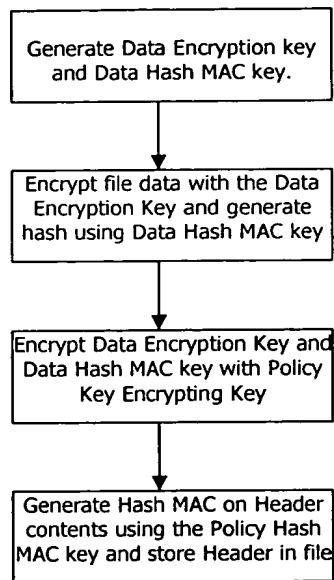 Generate Data Encryption key
and Data Hash MAC key.
Encrypt file data with the Data
Encryption Key and generate
hash using Data Hash MAC key
Encrypt Data Encryption Key and
Data Hash MAC key with Policy
Key Encrypting Key
Generate Hash MAC on Header
contents using the Policy Hash
MAC key and store Header in file